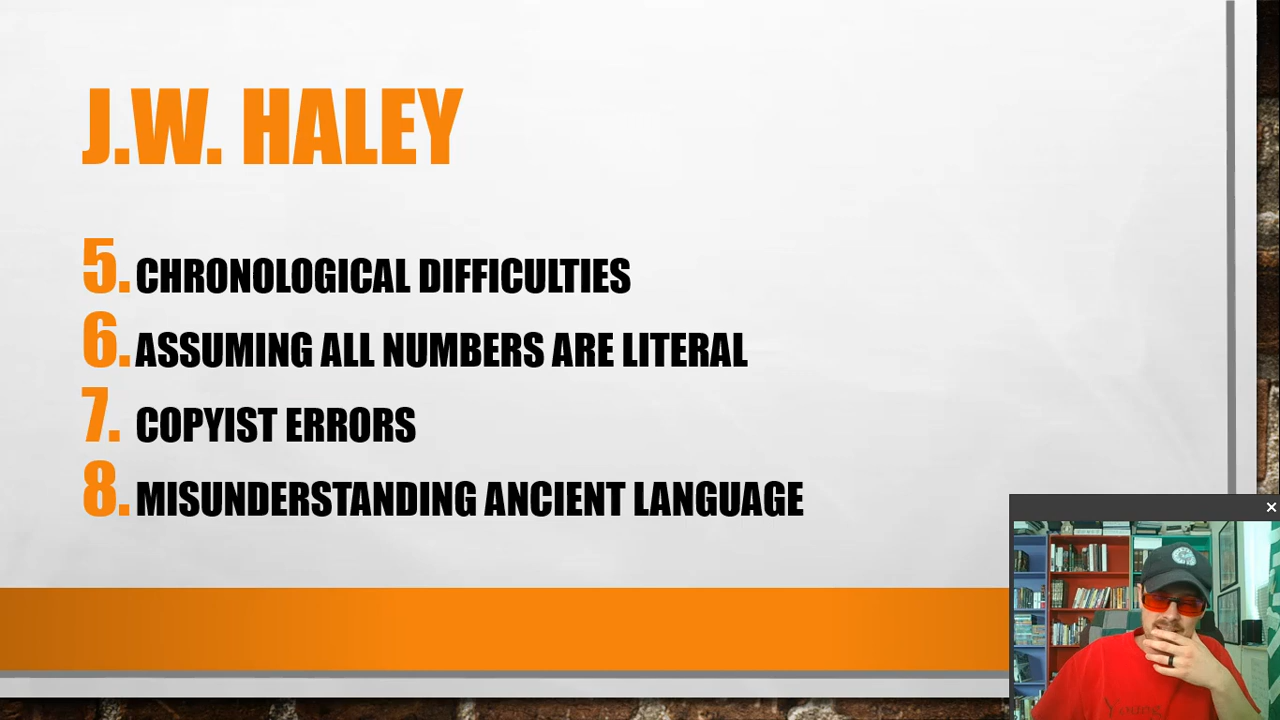 J.W. HALEY
5. CHRONOLOGICAL DIFFICULTIES
6. ASSUMING ALL NUMBERS ARE LITERAL
7. COPYIST ERRORS
8. MISUNDERSTANDING ANCIENT LANGUAGE